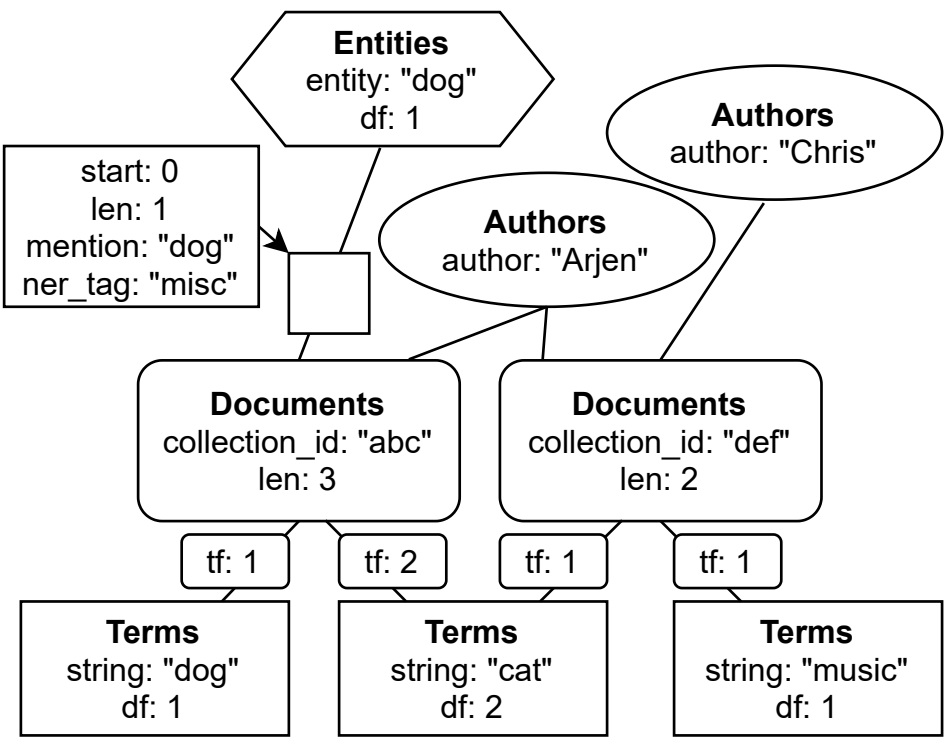 Entities
entity: "dog"
df: 1
Authors
author: "Chris"
start: 0
len: 1
mention: "dog"
ner_tag: "misc"
Authors
author: "Arjen"
Documents
collection_id: "abc"
len: 3
Documents
collection_id: "def"
len: 2
tf: 1
tf: 2
tf: 1
tf: 1
Terms
string: "dog"
df: 1
Terms
string: "cat"
df: 2
Terms
string: "music"
df: 1